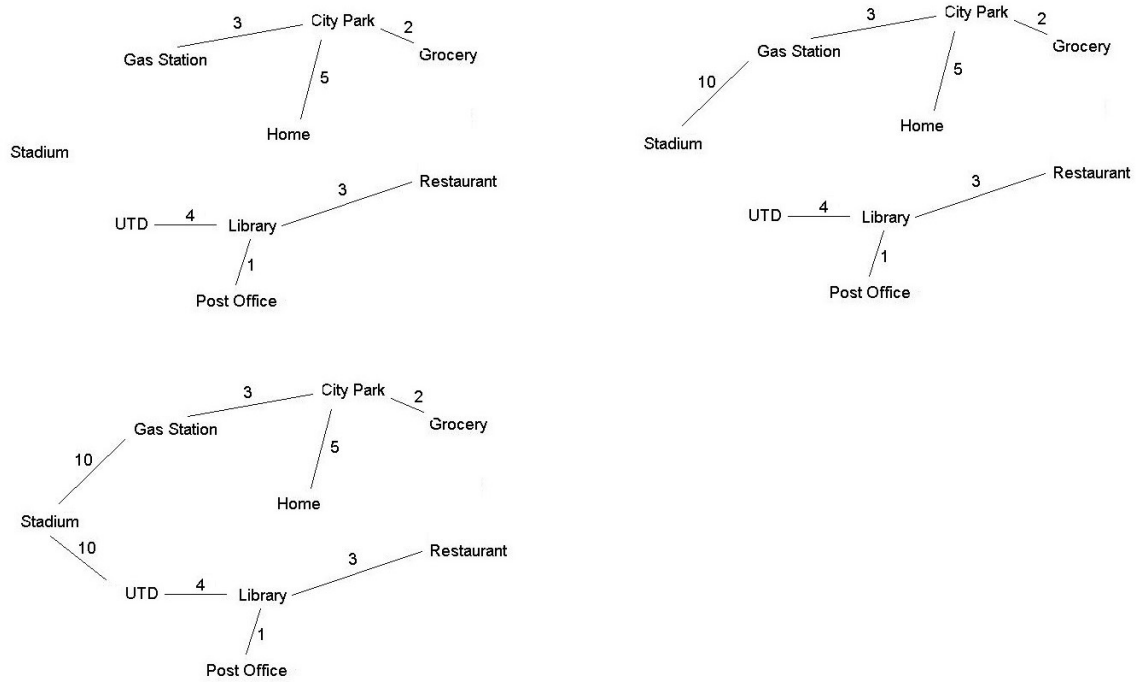 3
City Park
2
Gas Station
Grocery
5
Home
Stadium
3
Restaurant
UTD
4
Library
1
Post Office
3
City Park
2
Gas Station
Grocery
10
5
Home
Stadium
3
Restaurant
UTD
4
Library
1
Post Office
3
City Park
2
Gas Station
Grocery
10
5
Home
Stadium
10
3
Restaurant
UTD
4
Library
1
Post Office